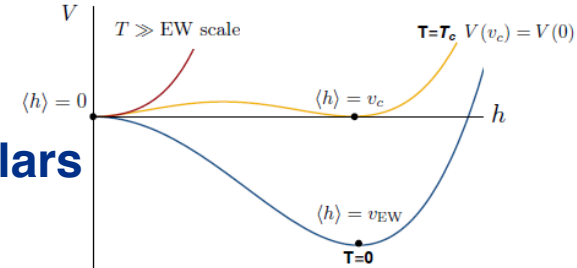 V
T ≫ EW scale
T=Tc V(vc) = V(0)
⟨h⟩ = 0
⟨h⟩ = vc
h
lars
⟨h⟩ = vEW
T=0